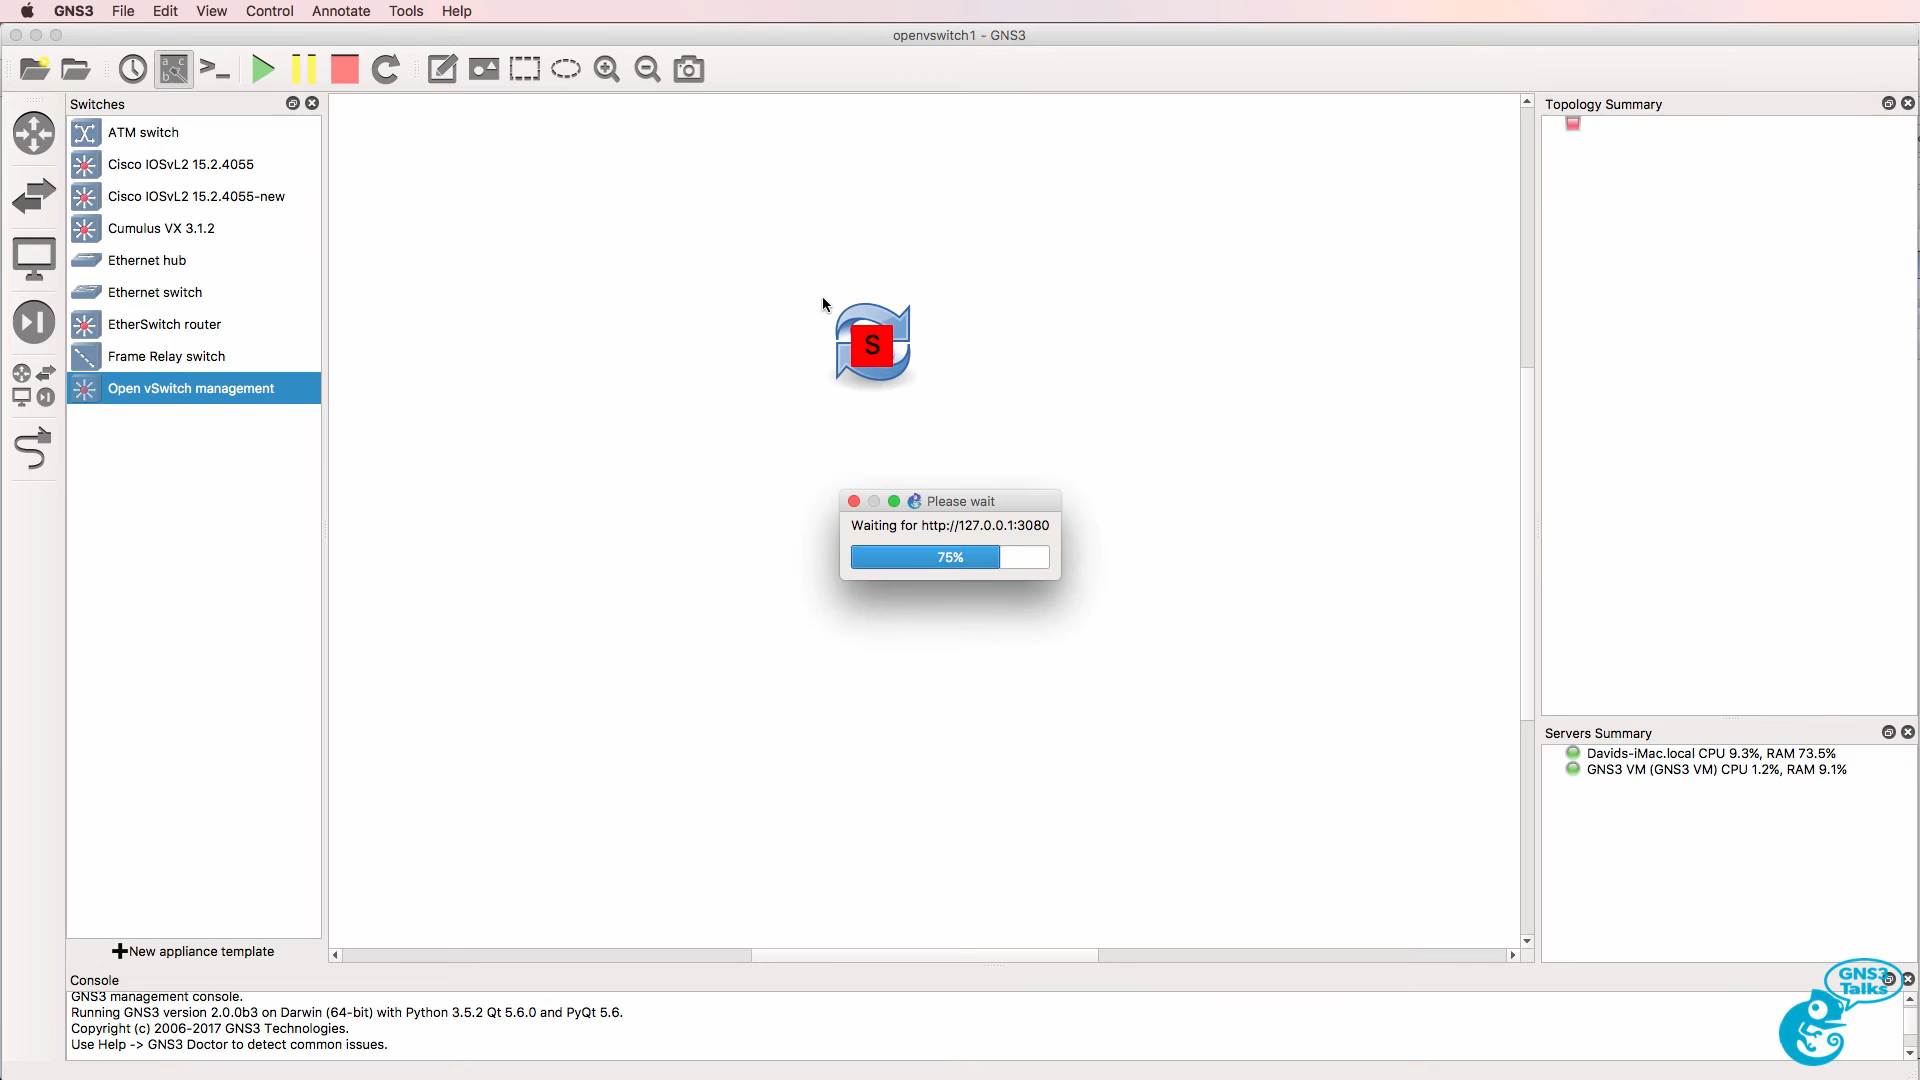 GNS3 File Edit View Control Annotate Tools Help
openvswitch1 - GNS3
Switches
ATM switch
Cisco IOSvL2 15.2.4055
Cisco IOSvL2 15.2.4055-new
Cumulus VX 3.1.2
Ethernet hub
Ethernet switch
EtherSwitch router
Frame Relay switch
Open vSwitch management
New appliance template
S
Please wait
Waiting for http://127.0.0.1:3080
75%
Topology Summary
Servers Summary
Davids-iMac.local CPU 9.3%, RAM 73.5%
GNS3 VM (GNS3 VM) CPU 1.2%, RAM 9.1%
Console
GNS3 management console.
Running GNS3 version 2.0.0b3 on Darwin (64-bit) with Python 3.5.2 Qt 5.6.0 and PyQt 5.6.
Copyright (c) 2006-2017 GNS3 Technologies.
Use Help -> GNS3 Doctor to detect common issues.
GNS3
Talks